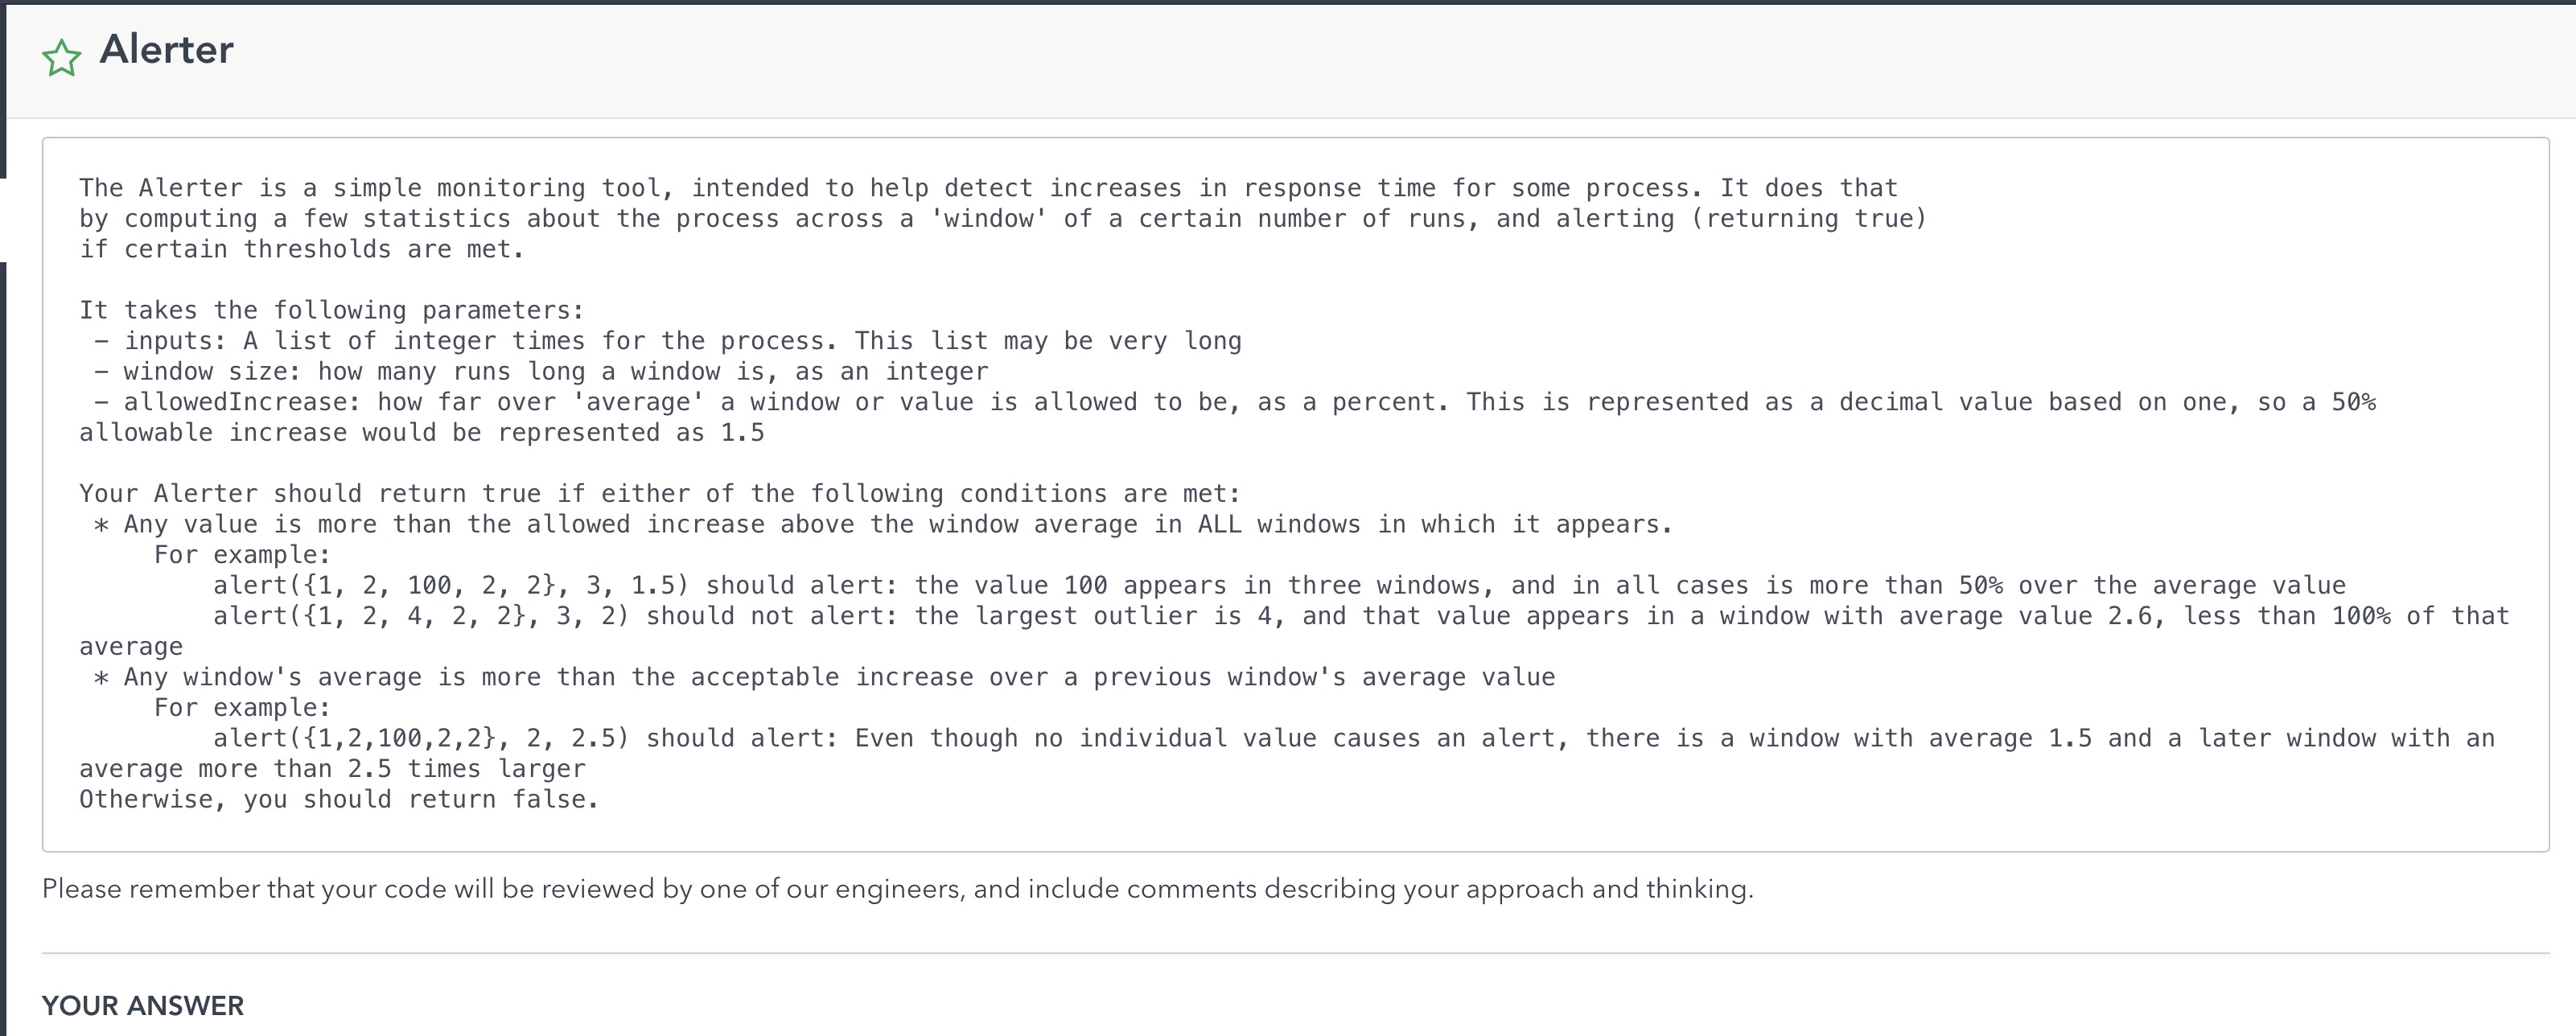 Alerter
The Alerter is a simple monitoring tool, intended to help detect increases in response time for some process. It does that
by computing a few statistics about the process across a 'window' of a certain number of runs, and alerting (returning true)
if certain thresholds are met.
It takes the following parameters:
– inputs: A list of integer times for the process. This list may be very long
– window size: how many runs long a window is, as an integer
– allowedIncrease: how far over 'average' a window or value is allowed to be, as a percent. This is represented as a decimal value based on one, so a 50%
allowable increase would be represented as 1.5
Your Alerter should return true if either of the following conditions are met:
* Any value is more than the allowed increase above the window average in ALL windows in which it appears.
For example:
alert({1, 2, 100, 2, 2}, 3, 1.5) should alert: the value 100 appears in three windows, and in all cases is more than 50% over the average value
alert({1, 2, 4, 2, 2}, 3, 2) should not alert: the largest outlier is 4, and that value appears in a window with average value 2.6, less than 100% of that
average
* Any window's average is more than the acceptable increase over a previous window's average value
For example:
alert({1,2,100,2,2}, 2, 2.5) should alert: Even though no individual value causes an alert, there is a window with average 1.5 and a later window with an
average more than 2.5 times larger
Otherwise, you should return false.
Please remember that your code will be reviewed by one of our engineers, and include comments describing your approach and thinking.
YOUR ANSWER